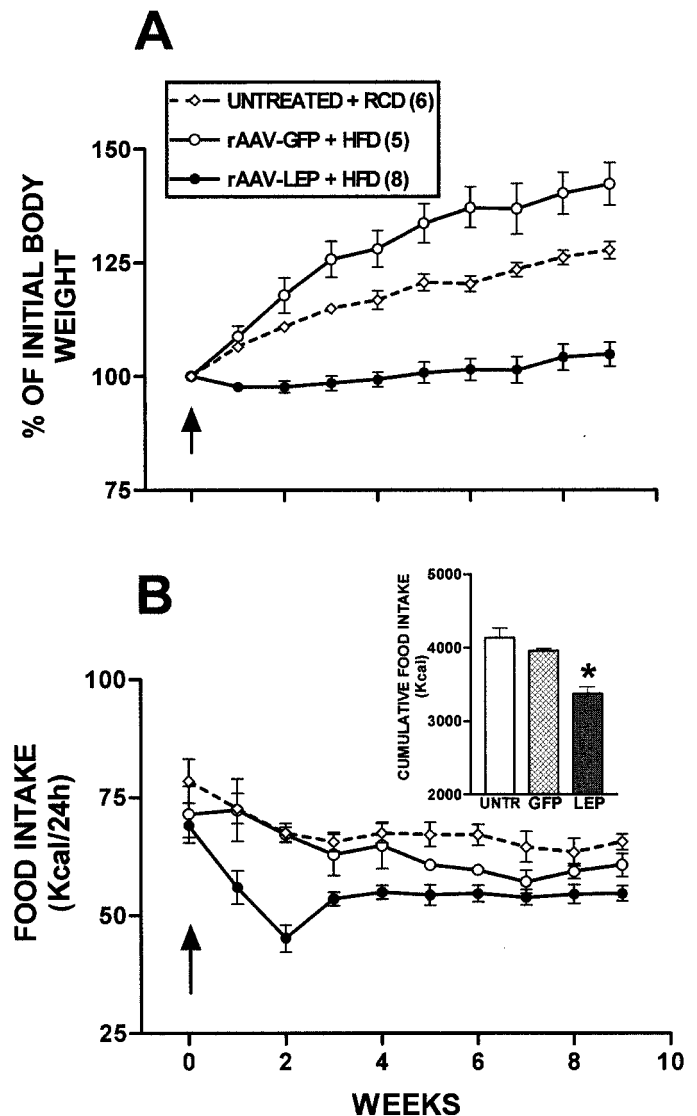 A
UNTREATED + RCD (6)
rAAV-GFP + HFD (5)
rAAV-LEP + HFD (8)
150
125
100
75
% OF INITIAL BODY
WEIGHT
B
5000
4000
3000
2000
CUMULATIVE FOOD INTAKE
(Kcal)
*
UNTR GFP LEP
100
75
50
25
FOOD INTAKE
(Kcal/24h)
0 2 4 6 8 10
WEEKS